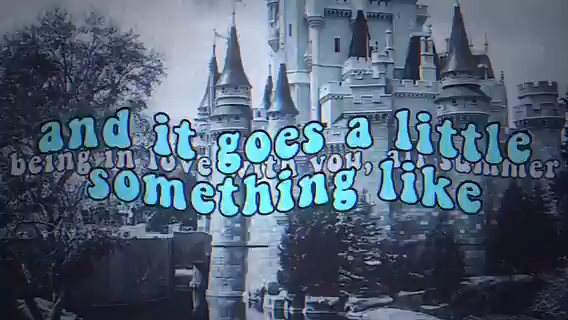 and it goes a little
being in love with you, all summer
something like